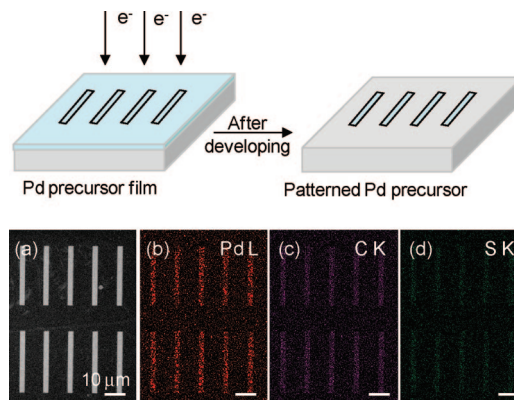 e⁻ e⁻ e⁻
After
developing
Pd precursor film
Patterned Pd precursor
(a)
10 μm
(b) Pd L
(c) C K
(d) S K